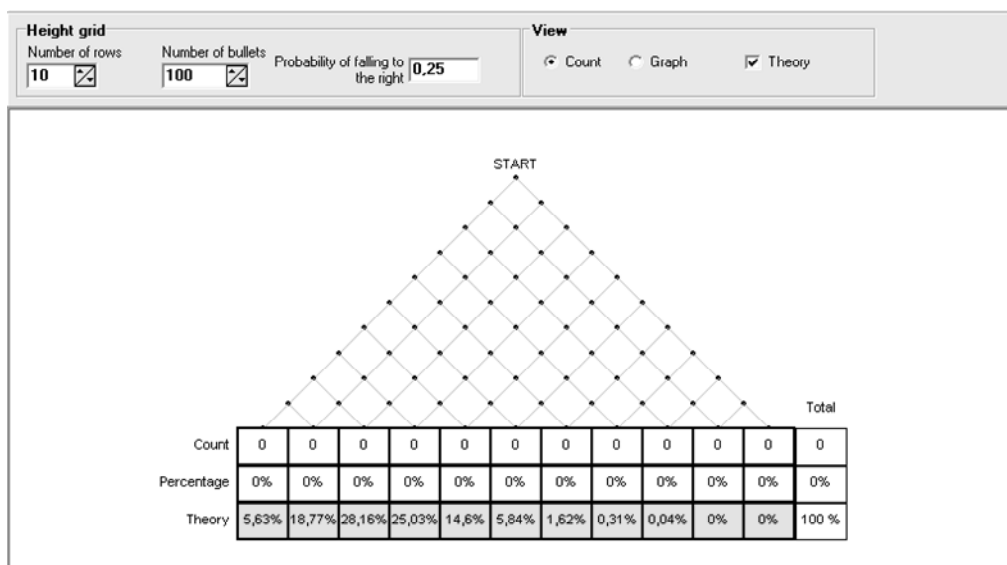 Height grid
View
Number of rows
Number of bullets
Probability of falling to
the right
10
100
0,25
Count
Graph
Theory
START
Total
Count 0 0 0 0 0 0 0 0 0 0 0 0
Percentage 0% 0% 0% 0% 0% 0% 0% 0% 0% 0% 0% 0%
Theory 5,63% 18,77% 28,16% 25,03% 14,6% 5,84% 1,62% 0,31% 0,04% 0% 0% 100 %